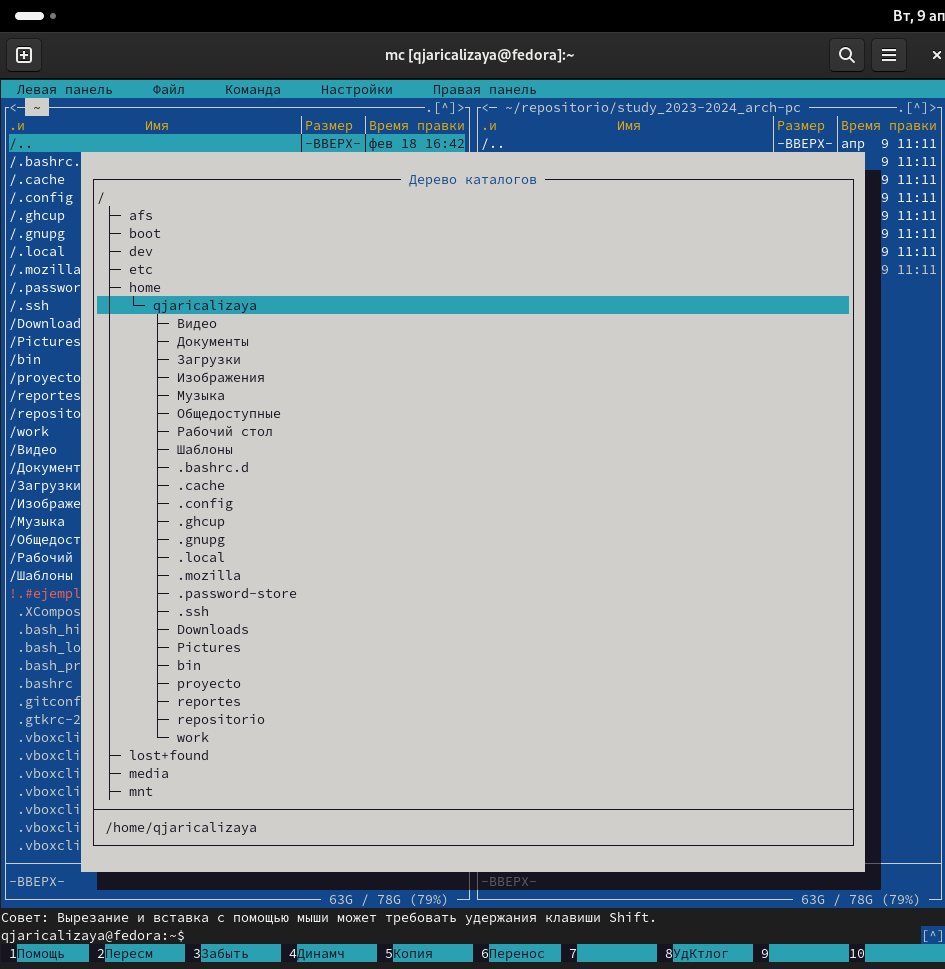 Вт, 9 ап
mc [qjaricalizaya@fedora]:~
Левая панель Файл Команда Настройки Правая панель
<─ ~ .[^]> <─ ~/repositorio/study_2023-2024_arch-pc .[^]>
.и Имя Размер Время правки .и Имя Размер Время правки
/.. -ВВЕРХ- фев 18 16:42 /.. -ВВЕРХ- апр 9 11:11
/.bashrc. 9 11:11
/.cache Дерево каталогов 9 11:11
/.config / 9 11:11
/.ghcup afs 9 11:11
/.gnupg boot 9 11:11
/.local dev 9 11:11
/.mozilla etc 9 11:11
/.passwor home
/.ssh qjaricalizaya
/Download Видео
/Pictures Документы
/bin Загрузки
/proyecto Изображения
/reportes Музыка
/reposito Общедоступные
/work Рабочий стол
/Видео Шаблоны
/Документ .bashrc.d
/Загрузки .cache
/Изображе .config
/Музыка .ghcup
/Общедост .gnupg
/Рабочий .local
/Шаблоны .mozilla
!.#ejempl .password-store
.XCompos .ssh
.bash_hi Downloads
.bash_lo Pictures
.bash_pr bin
.bashrc proyecto
.gitconf reportes
.gtkrc-2 repositorio
.vboxcli work
.vboxcli lost+found
.vboxcli media
.vboxcli mnt
.vboxcli
.vboxcli /home/qjaricalizaya
.vboxcli
-ВВЕРХ- -ВВЕРХ-
63G / 78G (79%) 63G / 78G (79%)
Совет: Вырезание и вставка с помощью мыши может требовать удержания клавиши Shift.
qjaricalizaya@fedora:~$ [^]
1Помощь 2Пересм 3Забыть 4Динамч 5Копия 6Перенос 7 8УдКтлог 9 10